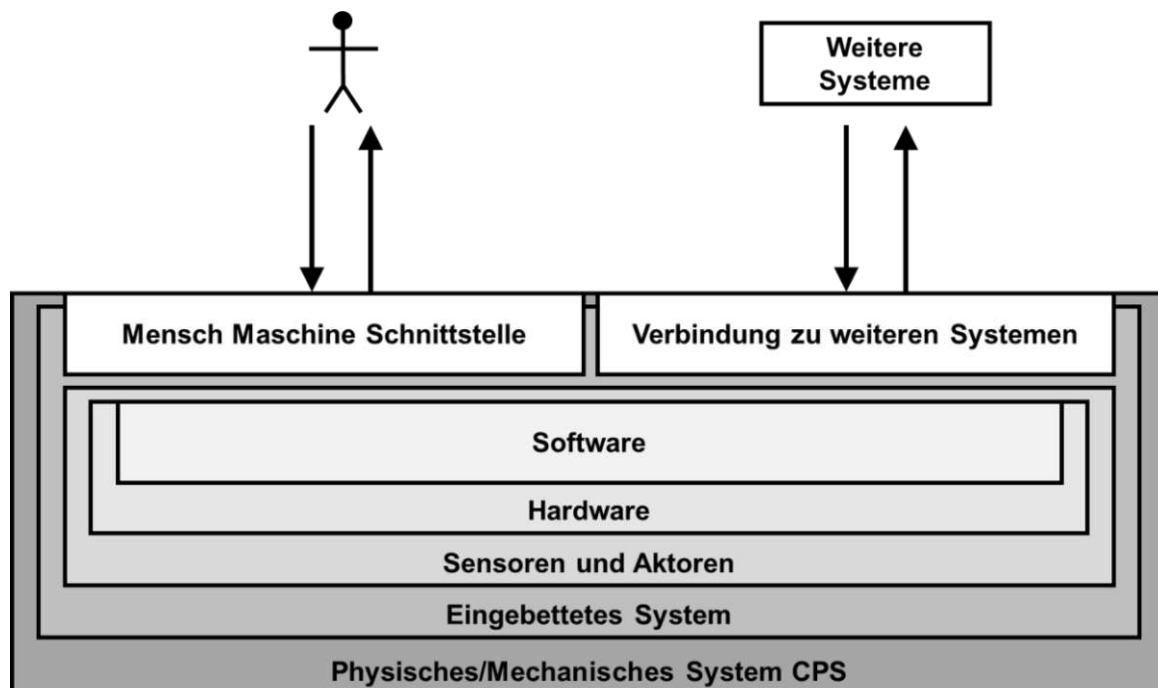 Weitere
Systeme
Mensch Maschine Schnittstelle
Verbindung zu weiteren Systemen
Software
Hardware
Sensoren und Aktoren
Eingebettetes System
Physisches/Mechanisches System CPS